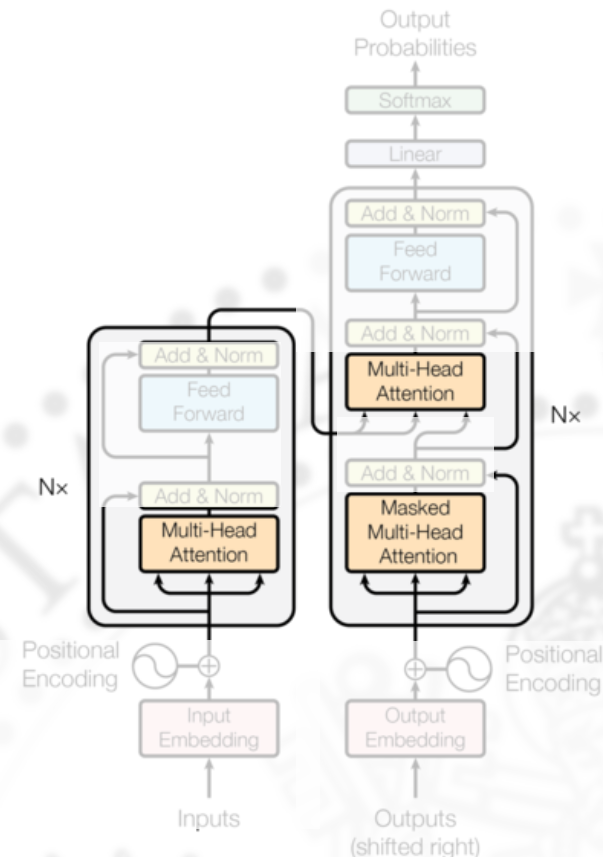 Output
Probabilities
Softmax
Linear
Add & Norm
Feed
Forward
Add & Norm
Multi-Head
Attention
Nx
Add & Norm
Masked
Multi-Head
Attention
Add & Norm
Feed
Forward
Nx
Add & Norm
Multi-Head
Attention
Positional
Encoding
Positional
Encoding
Input
Embedding
Output
Embedding
Inputs
Outputs
(shifted right)